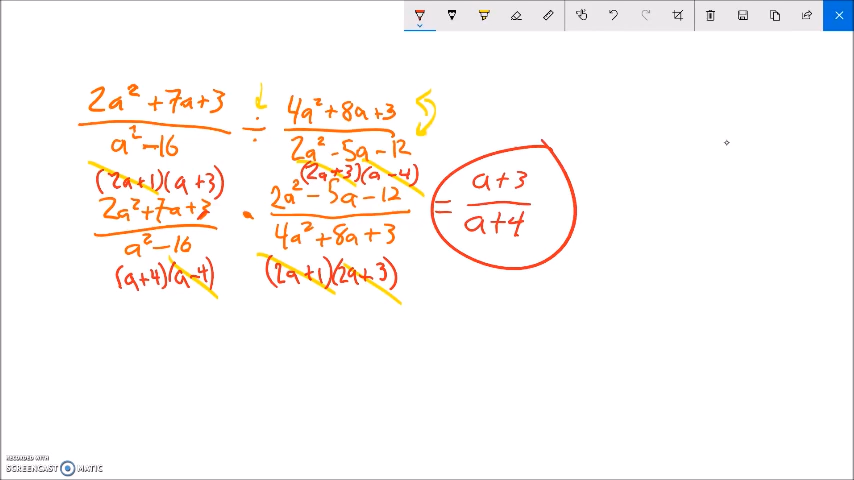 2a² + 7a + 3
a² - 16
÷
4a² + 8a + 3
2a² - 5a - 12
(2a + 1)(a + 3)
(2a + 3)(a - 4)
2a² + 7a + 3
a² - 16
·
2a² - 5a - 12
4a² + 8a + 3
(a + 4)(a - 4)
(2a + 1)(2a + 3)
=
a + 3
a + 4
RECORDED WITH
SCREENCAST MATIC